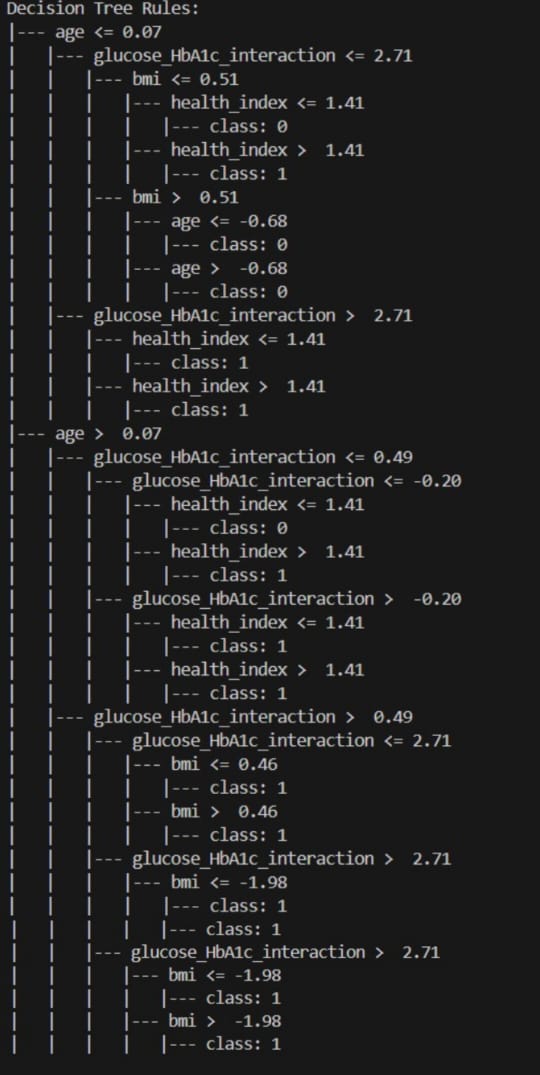 Decision Tree Rules:
|--- age <= 0.07
|   |--- glucose_HbA1c_interaction <= 2.71
|   |   |--- bmi <= 0.51
|   |   |   |--- health_index <= 1.41
|   |   |   |   |--- class: 0
|   |   |   |--- health_index >  1.41
|   |   |   |   |--- class: 1
|   |   |--- bmi >  0.51
|   |   |   |--- age <= -0.68
|   |   |   |   |--- class: 0
|   |   |   |--- age >  -0.68
|   |   |   |   |--- class: 0
|   |--- glucose_HbA1c_interaction >  2.71
|   |   |--- health_index <= 1.41
|   |   |   |--- class: 1
|   |   |--- health_index >  1.41
|   |   |   |--- class: 1
|--- age >  0.07
|   |--- glucose_HbA1c_interaction <= 0.49
|   |   |--- glucose_HbA1c_interaction <= -0.20
|   |   |   |--- health_index <= 1.41
|   |   |   |   |--- class: 0
|   |   |   |--- health_index >  1.41
|   |   |   |   |--- class: 1
|   |   |--- glucose_HbA1c_interaction >  -0.20
|   |   |   |--- health_index <= 1.41
|   |   |   |   |--- class: 1
|   |   |   |--- health_index >  1.41
|   |   |   |   |--- class: 1
|   |--- glucose_HbA1c_interaction >  0.49
|   |   |--- glucose_HbA1c_interaction <= 2.71
|   |   |   |--- bmi <= 0.46
|   |   |   |   |--- class: 1
|   |   |   |--- bmi >  0.46
|   |   |   |   |--- class: 1
|   |   |--- glucose_HbA1c_interaction >  2.71
|   |   |   |--- bmi <= -1.98
|   |   |   |   |--- class: 1
|   |   |   |   |--- class: 1
|   |   |--- glucose_HbA1c_interaction >  2.71
|   |   |   |--- bmi <= -1.98
|   |   |   |   |--- class: 1
|   |   |   |--- bmi >  -1.98
|   |   |   |   |--- class: 1